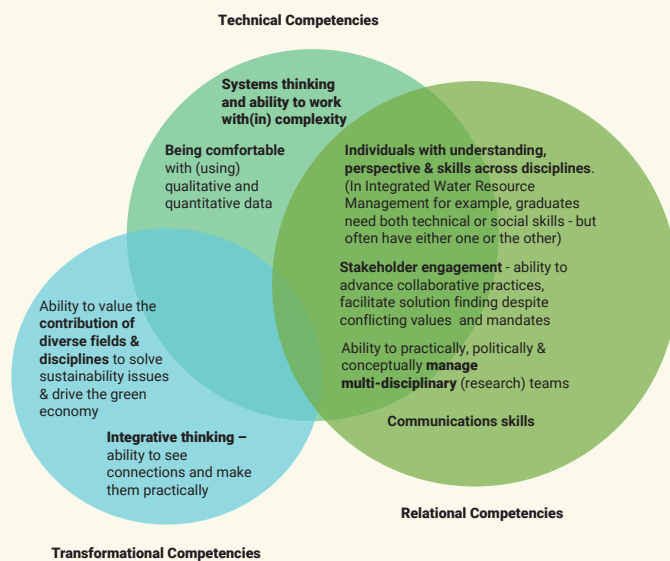 Technical Competencies
Systems thinking
and ability to work
with(in) complexity
Being comfortable
with (using)
qualitative and
quantitative data
Individuals with understanding,
perspective & skills across disciplines.
(In Integrated Water Resource
Management for example, graduates
need both technical or social skills - but
often have either one or the other)
Stakeholder engagement - ability to
advance collaborative practices,
facilitate solution finding despite
conflicting values and mandates
Ability to practically, politically &
conceptually manage
multi-disciplinary (research) teams
Communications skills
Ability to value the
contribution of
diverse fields &
disciplines to solve
sustainability issues
& drive the green
economy
Integrative thinking –
ability to see
connections and make
them practically
Relational Competencies
Transformational Competencies